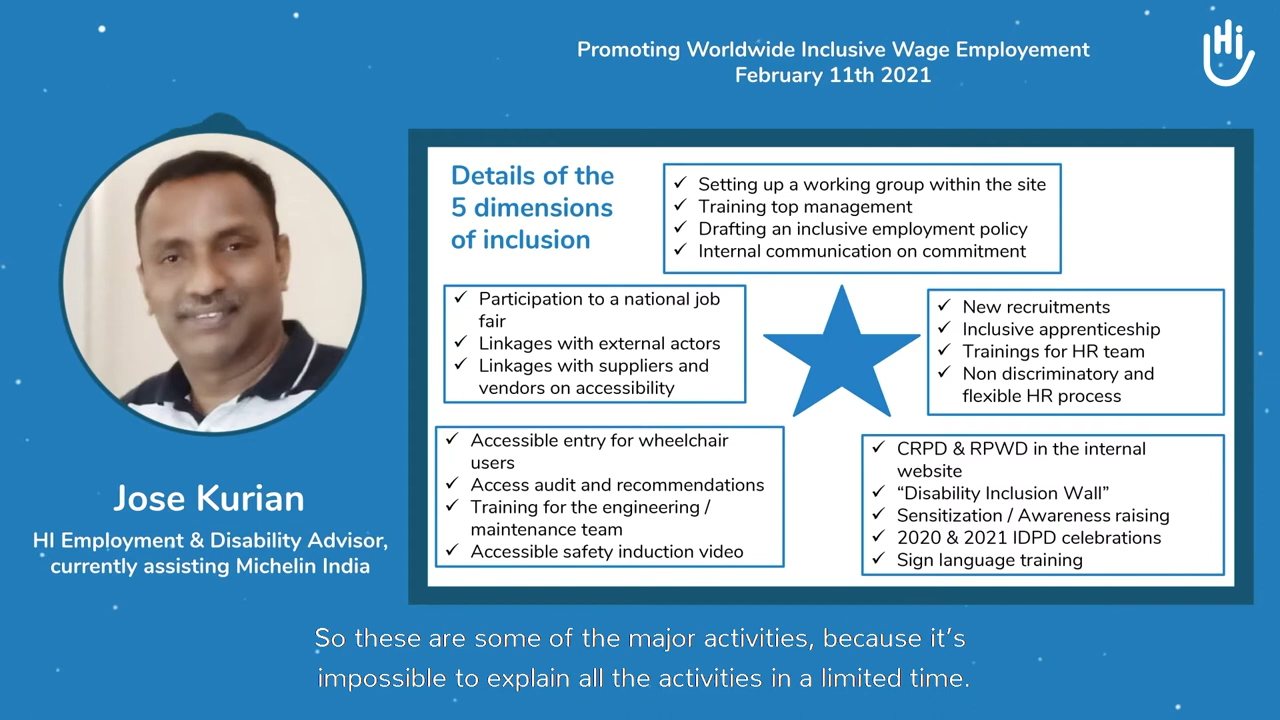 Promoting Worldwide Inclusive Wage Employement
February 11th 2021
Hi
Details of the
5 dimensions
of inclusion
✓ Setting up a working group within the site
✓ Training top management
✓ Drafting an inclusive employment policy
✓ Internal communication on commitment
✓ Participation to a national job
fair
✓ Linkages with external actors
✓ Linkages with suppliers and
vendors on accessibility
✓ New recruitments
✓ Inclusive apprenticeship
✓ Trainings for HR team
✓ Non discriminatory and
flexible HR process
✓ Accessible entry for wheelchair
users
✓ Access audit and recommendations
✓ Training for the engineering /
maintenance team
✓ Accessible safety induction video
✓ CRPD & RPWD in the internal
website
✓ “Disability Inclusion Wall”
✓ Sensitization / Awareness raising
✓ 2020 & 2021 IDPD celebrations
✓ Sign language training
Jose Kurian
HI Employment & Disability Advisor,
currently assisting Michelin India
So these are some of the major activities, because it's
impossible to explain all the activities in a limited time.